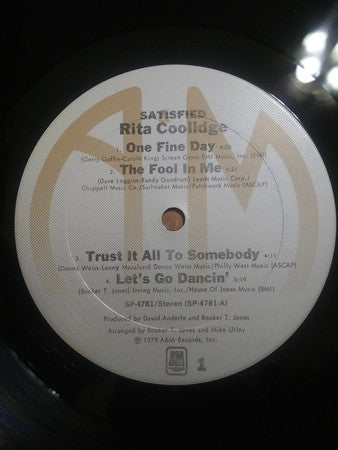 SATISFIED
Rita Coolidge
1. One Fine Day 4:00
(Gerry Goffin-Carole King) Screen Gems-EMI Music, Inc. (BMI)
2. The Fool in Me 4:21
(Dave Loggins-Randy Goodrum) Leeds Music Corp./
Chappell Music Co./Sailmaker Music/Patchwork Music (ASCAP)
3. Trust It All To Somebody 4:11
(Donna Weiss-Lenny Macaluso) Donna Weiss Music/Philly West Music (ASCAP)
4. Let's Go Dancin' 5:19
(Booker T. Jones) Irving Music, Inc./House Of Jones Music (BMI)
SP-4781/Stereo (SP-4781-A)
Produced by David Anderle and Booker T. Jones
Arranged by Booker T. Jones and Mike Utley
℗ 1979 A&M Records, Inc.
A&M
1